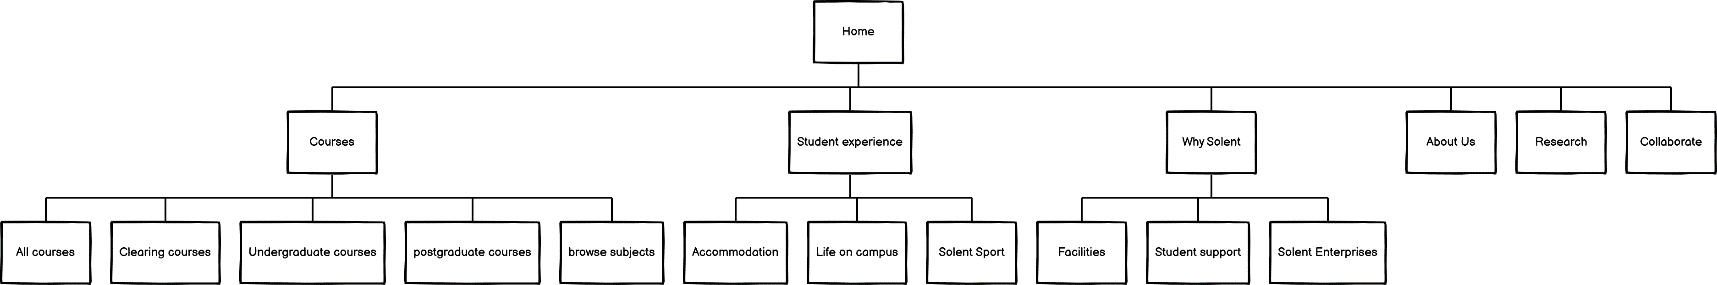 Home
Courses
Student experience
Why Solent
About Us
Research
Collaborate
All courses
Clearing courses
Undergraduate courses
postgraduate courses
browse subjects
Accommodation
Life on campus
Solent Sport
Facilities
Student support
Solent Enterprises